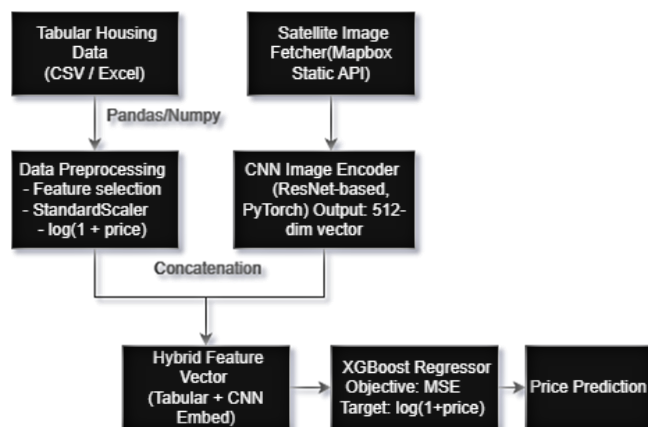 Tabular Housing
Data
(CSV / Excel)
Satellite Image
Fetcher(Mapbox
Static API)
Pandas/Numpy
Data Preprocessing
- Feature selection
- StandardScaler
- log(1 + price)
CNN Image Encoder
(ResNet-based,
PyTorch) Output: 512-
dim vector
Concatenation
Hybrid Feature
Vector
(Tabular + CNN
Embed)
XGBoost Regressor
Objective: MSE
Target: log(1+price)
Price Prediction